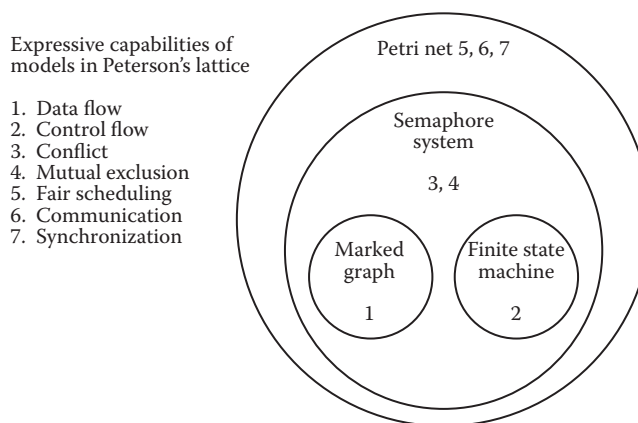 Expressive capabilities of
models in Peterson's lattice
1. Data flow
2. Control flow
3. Conflict
4. Mutual exclusion
5. Fair scheduling
6. Communication
7. Synchronization
Petri net 5, 6, 7
Semaphore
system
3, 4
Marked
graph
1
Finite state
machine
2